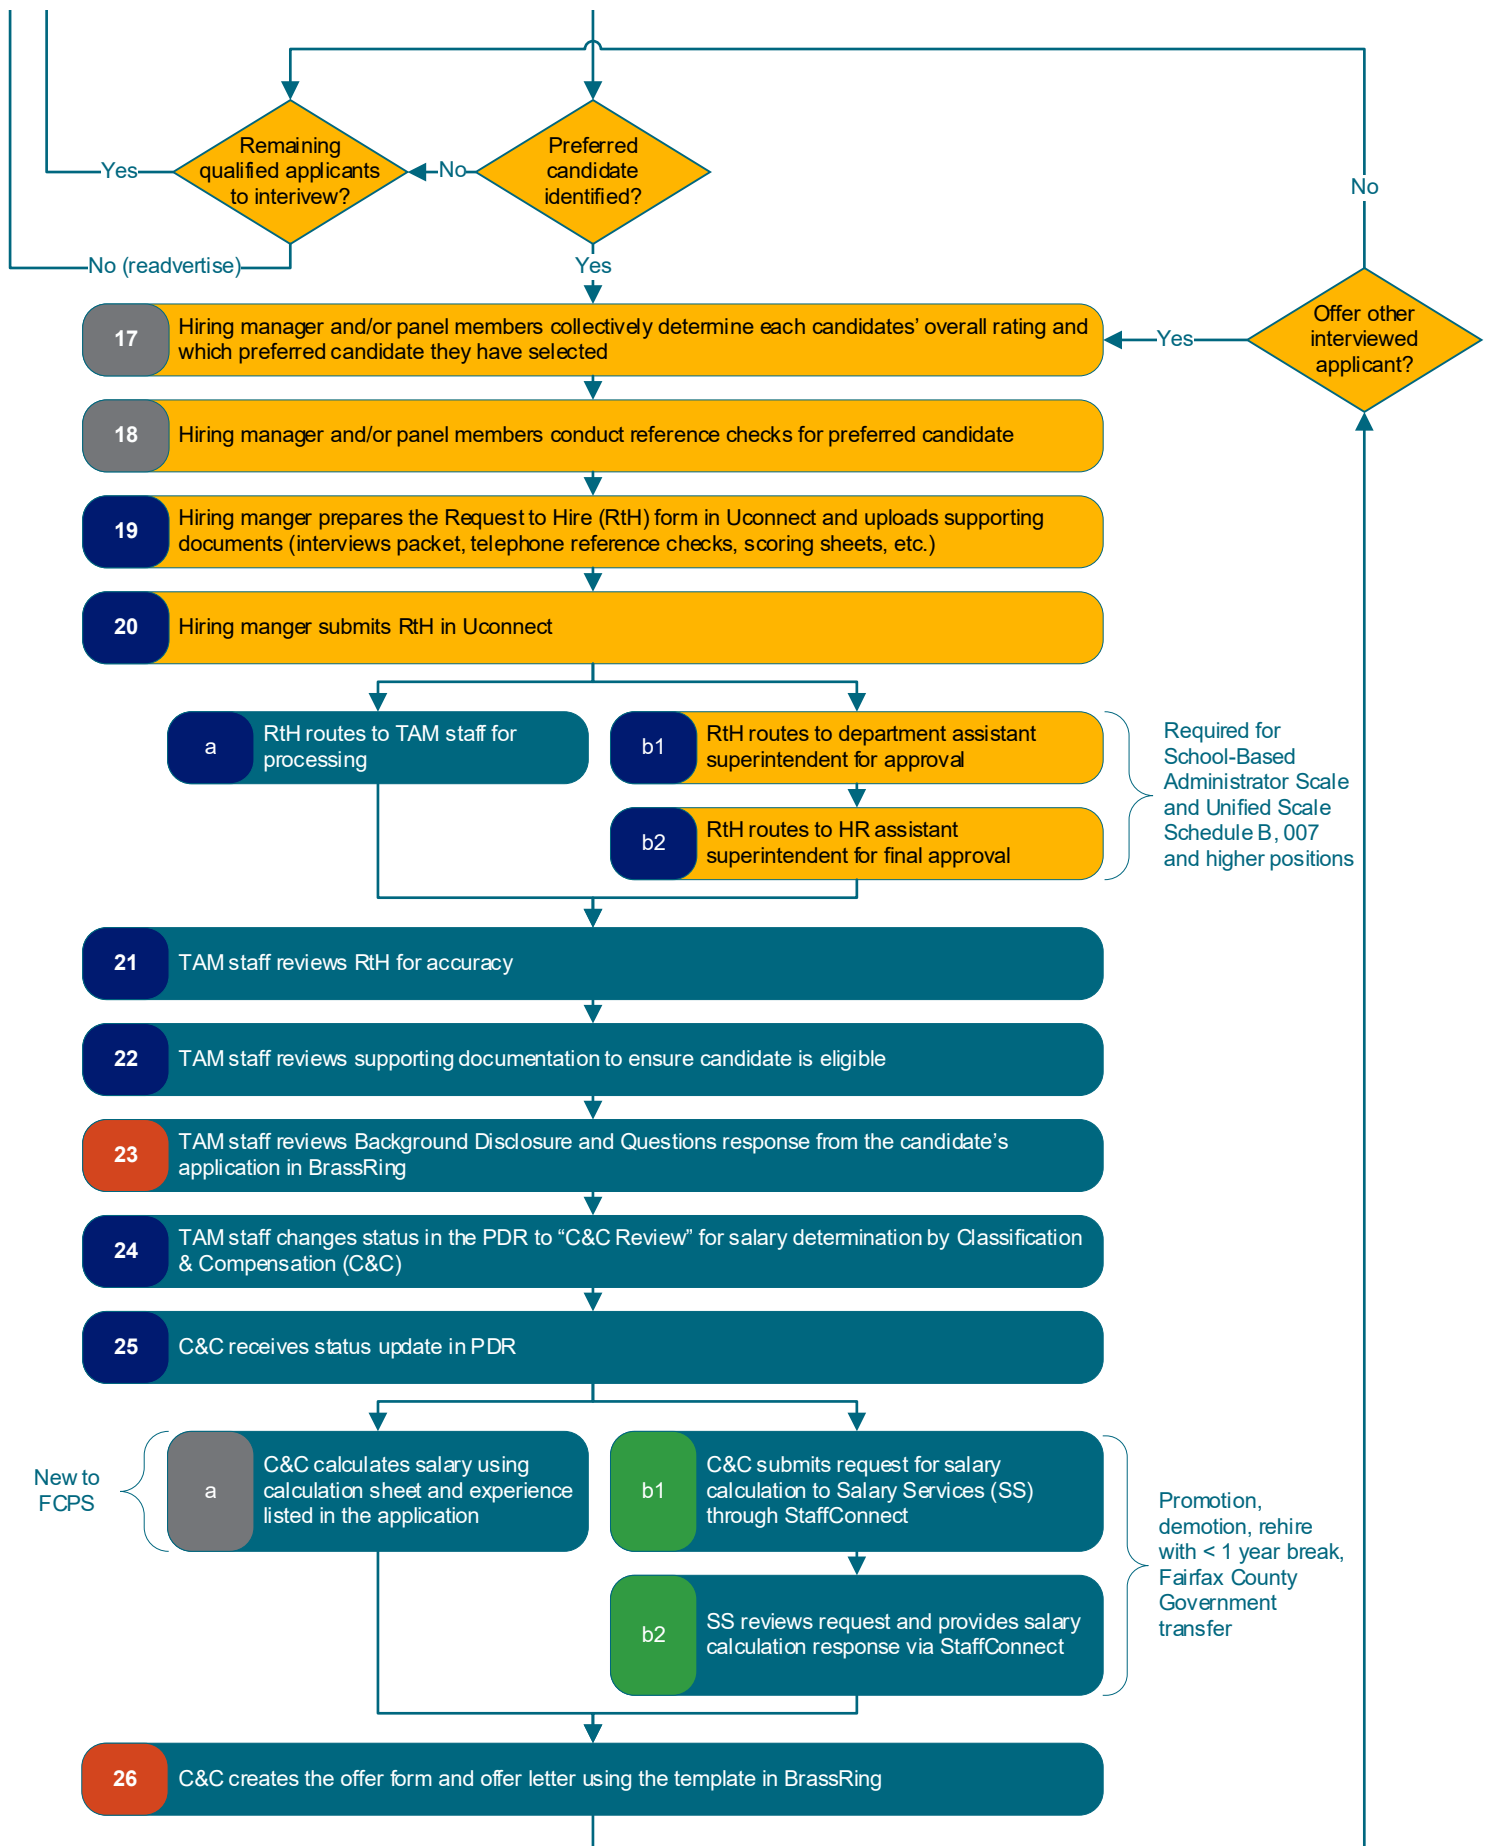 Remaining
qualified applicants
to interivew?
Preferred
candidate
identified?
Yes
No
No
No (readvertise)
Yes
Offer other
interviewed
applicant?
Yes
17
Hiring manager and/or panel members collectively determine each candidates’ overall rating and
which preferred candidate they have selected
18
Hiring manager and/or panel members conduct reference checks for preferred candidate
19
Hiring manger prepares the Request to Hire (RtH) form in Uconnect and uploads supporting
documents (interviews packet, telephone reference checks, scoring sheets, etc.)
20
Hiring manger submits RtH in Uconnect
a
RtH routes to TAM staff for
processing
b1
RtH routes to department assistant
superintendent for approval
b2
RtH routes to HR assistant
superintendent for final approval
Required for
School-Based
Administrator Scale
and Unified Scale
Schedule B, 007
and higher positions
21
TAM staff reviews RtH for accuracy
22
TAM staff reviews supporting documentation to ensure candidate is eligible
23
TAM staff reviews Background Disclosure and Questions response from the candidate’s
application in BrassRing
24
TAM staff changes status in the PDR to “C&C Review” for salary determination by Classification
& Compensation (C&C)
25
C&C receives status update in PDR
New to
FCPS
a
C&C calculates salary using
calculation sheet and experience
listed in the application
b1
C&C submits request for salary
calculation to Salary Services (SS)
through StaffConnect
b2
SS reviews request and provides salary
calculation response via StaffConnect
Promotion,
demotion, rehire
with < 1 year break,
Fairfax County
Government
transfer
26
C&C creates the offer form and offer letter using the template in BrassRing